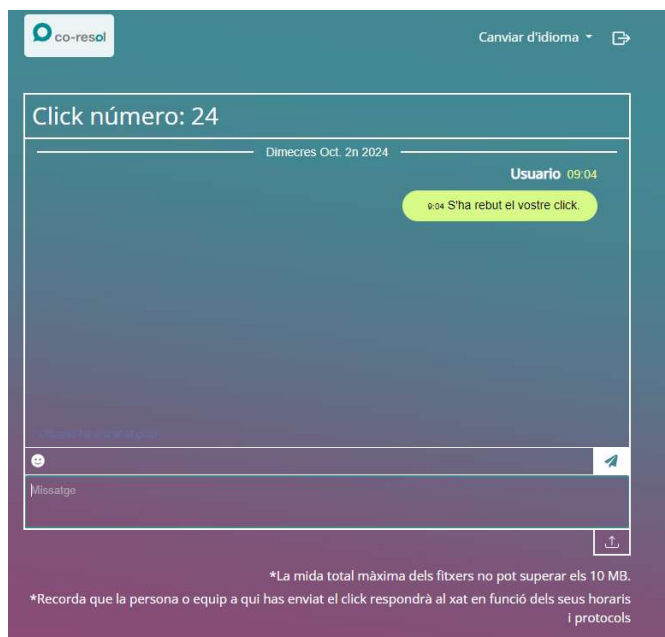 co-resol
Canviar d'idioma
Click número: 24
Dimecres Oct. 2n 2024
Usuario 09:04
9:04 S'ha rebut el vostre click.
Missatge
*La mida total màxima dels fitxers no pot superar els 10 MB.
*Recorda que la persona o equip a qui has enviat el click respondrà al xat en funció dels seus horaris
i protocols